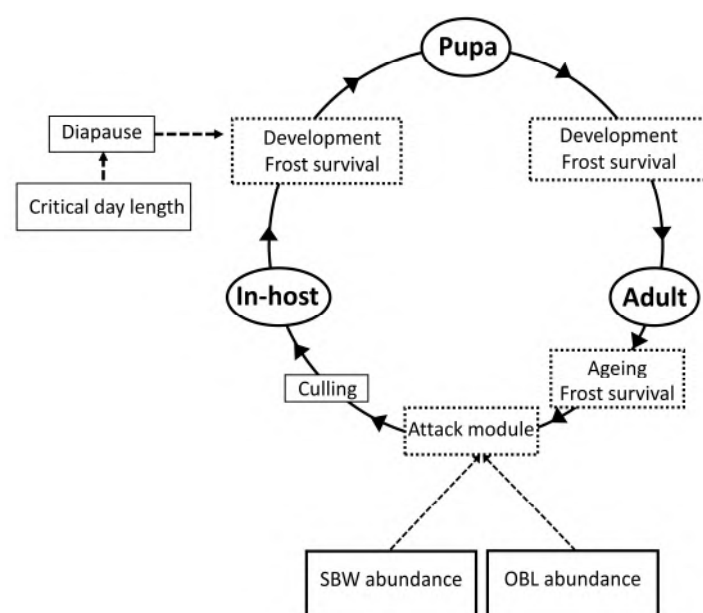 Pupa
Development
Frost survival
Development
Frost survival
Diapause
Critical day length
In-host
Adult
Ageing
Frost survival
Culling
Attack module
SBW abundance
OBL abundance